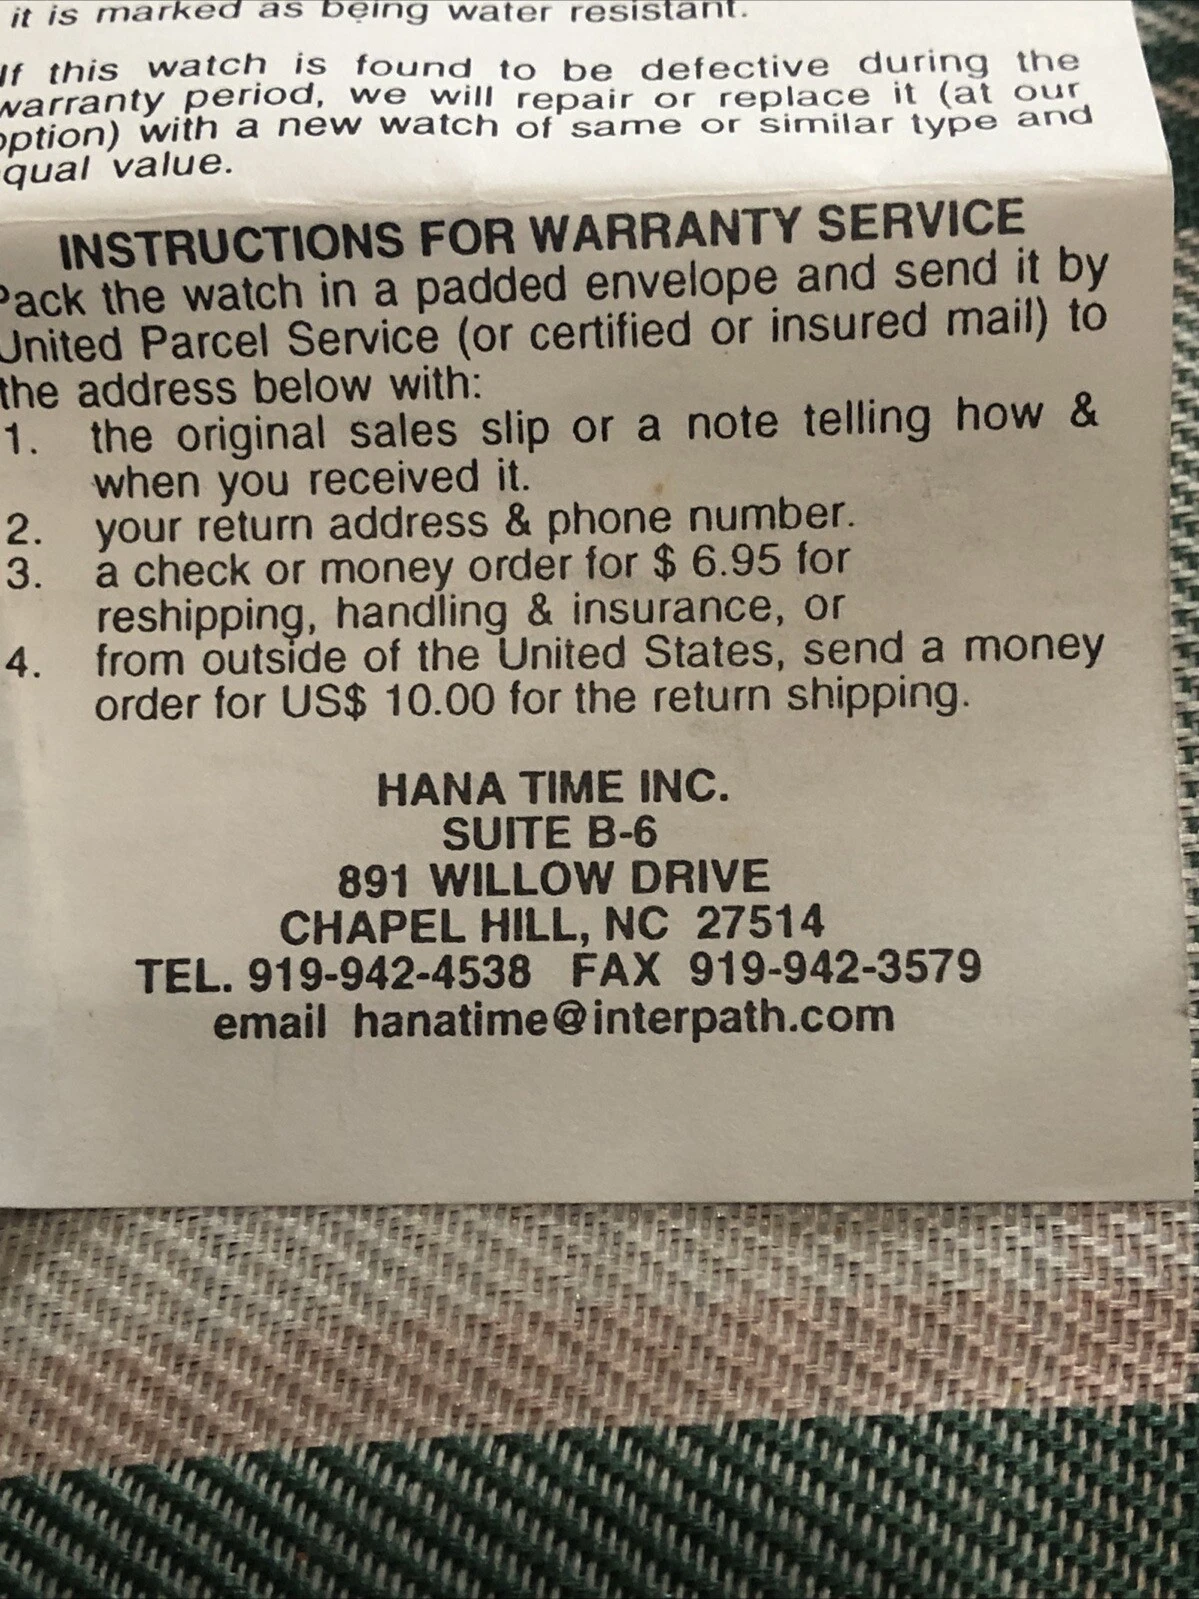 it is marked as being water resistant.
If this watch is found to be defective during the
warranty period, we will repair or replace it (at our
option) with a new watch of same or similar type and
equal value.
INSTRUCTIONS FOR WARRANTY SERVICE
Pack the watch in a padded envelope and send it by
United Parcel Service (or certified or insured mail) to
the address below with:
1. the original sales slip or a note telling how &
when you received it.
2. your return address & phone number.
3. a check or money order for $ 6.95 for
reshipping, handling & insurance, or
4. from outside of the United States, send a money
order for US$ 10.00 for the return shipping.
HANA TIME INC.
SUITE B-6
891 WILLOW DRIVE
CHAPEL HILL, NC 27514
TEL. 919-942-4538 FAX 919-942-3579
email hanatime@interpath.com